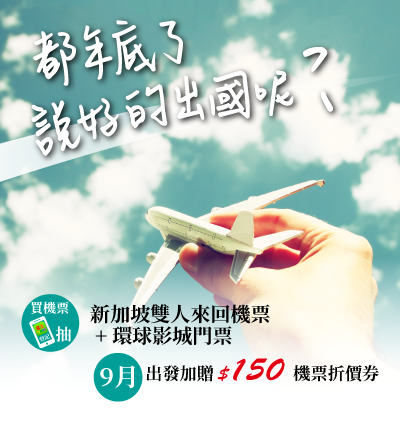 都年底了
說好的出國呢？
買機票
抽
新加坡雙人來回機票
+環球影城門票
9月 出發加贈 $150 機票折價券